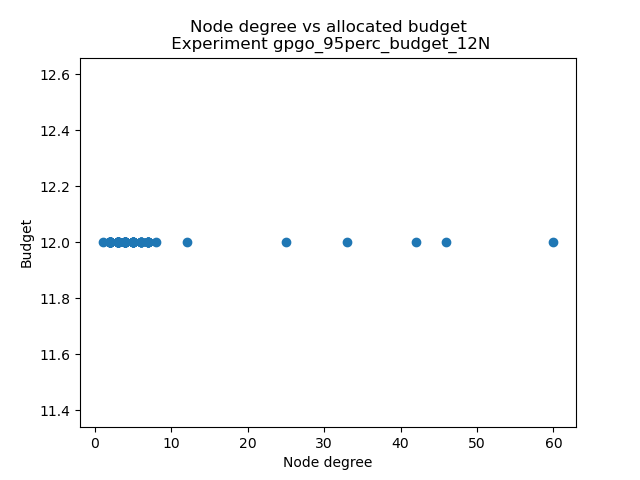 Node degree vs allocated budget
Experiment gpgo_95perc_budget_12N
12.6
12.4
12.2
12.0
11.8
11.6
11.4
Budget
0 10 20 30 40 50 60
Node degree